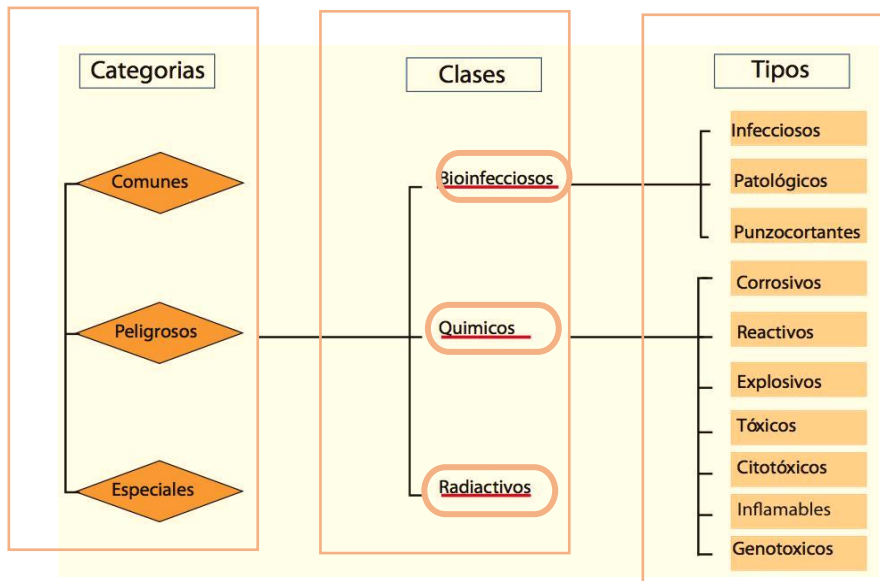 Categorias
Clases
Tipos
Comunes
Peligrosos
Especiales
Bioinfecciosos
Quimicos
Radiactivos
Infecciosos
Patológicos
Punzocortantes
Corrosivos
Reactivos
Explosivos
Tóxicos
Citotóxicos
Inflamables
Genotoxicos